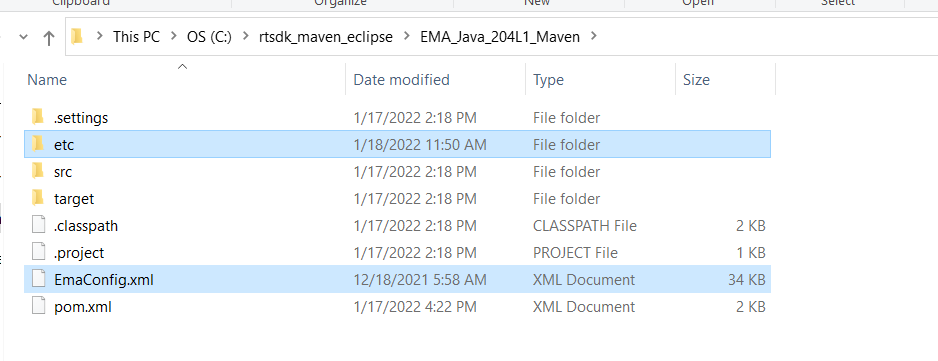 Clipboard Organize New Open Select
This PC > OS (C:) > rtsdk_maven_eclipse > EMA_Java_204L1_Maven >
Name Date modified Type Size
.settings 1/17/2022 2:18 PM File folder
etc 1/18/2022 11:50 AM File folder
src 1/17/2022 2:18 PM File folder
target 1/17/2022 2:18 PM File folder
.classpath 1/17/2022 2:18 PM CLASSPATH File 2 KB
.project 1/17/2022 2:18 PM PROJECT File 1 KB
EmaConfig.xml 12/18/2021 5:58 AM XML Document 34 KB
pom.xml 1/17/2022 4:22 PM XML Document 2 KB